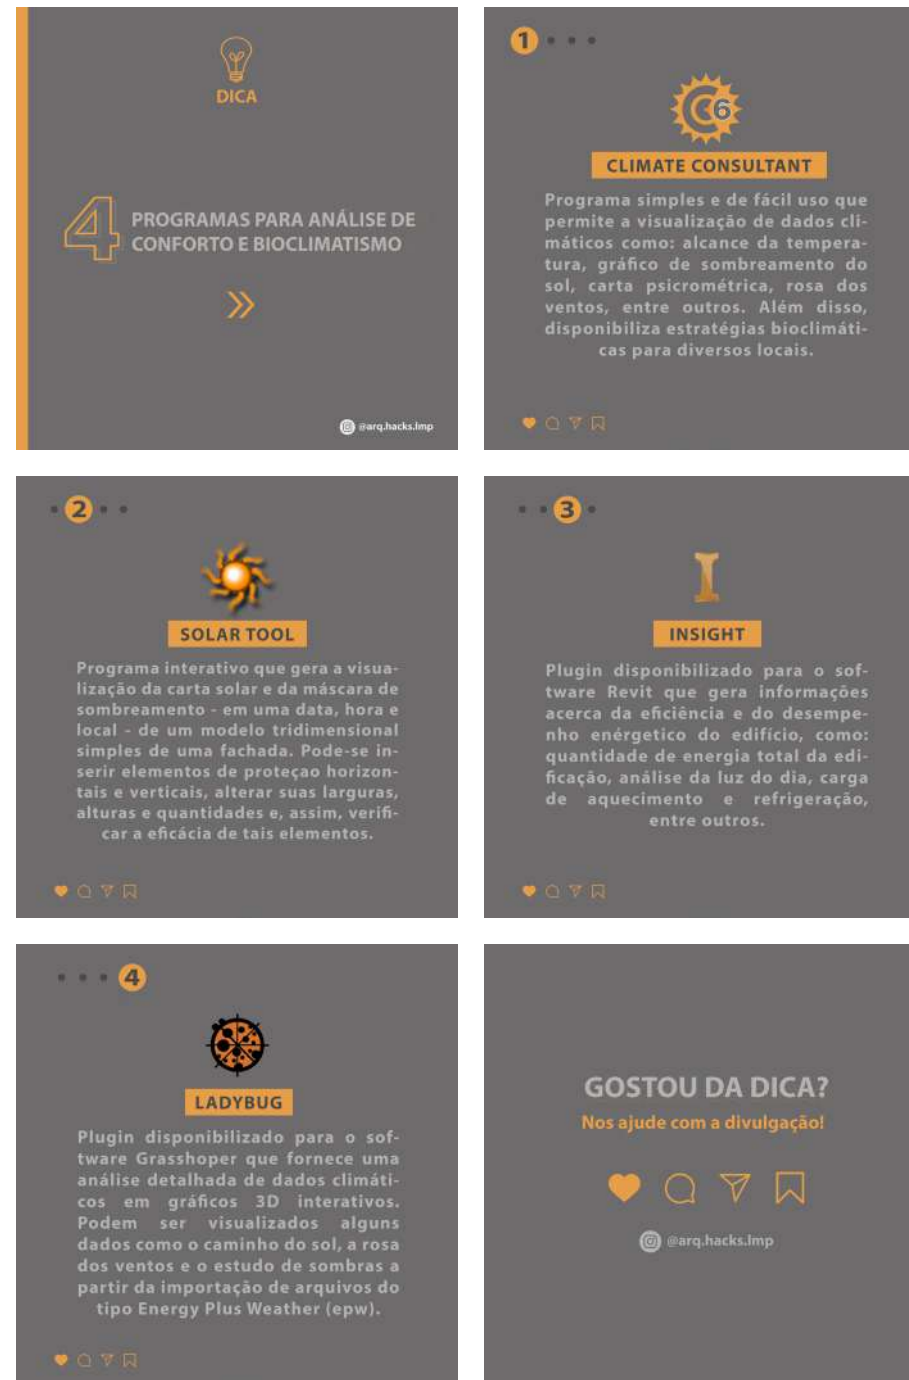 DICA
4
PROGRAMAS PARA ANÁLISE DE
CONFORTO E BIOCLIMATISMO
@arq.hacks.lmp
1
C6
CLIMATE CONSULTANT
Programa simples e de fácil uso que
permite a visualização de dados cli-
máticos como: alcance da tempera-
tura, gráfico de sombreamento do
sol, carta psicrométrica, rosa dos
ventos, entre outros. Além disso,
disponibiliza estratégias bioclimáti-
cas para diversos locais.
2
SOLAR TOOL
Programa interativo que gera a visua-
lização da carta solar e da máscara de
sombreamento - em uma data, hora e
local - de um modelo tridimensional
simples de uma fachada. Pode-se in-
serir elementos de proteçao horizon-
tais e verticais, alterar suas larguras,
alturas e quantidades e, assim, verifi-
car a eficácia de tais elementos.
3
I
INSIGHT
Plugin disponibilizado para o sof-
tware Revit que gera informações
acerca da eficiência e do desempe-
nho enérgetico do edifício, como:
quantidade de energia total da edi-
ficação, análise da luz do dia, carga
de aquecimento e refrigeração,
entre outros.
4
LADYBUG
Plugin disponibilizado para o sof-
tware Grasshoper que fornece uma
análise detalhada de dados climáti-
cos em gráficos 3D interativos.
Podem ser visualizados alguns
dados como o caminho do sol, a rosa
dos ventos e o estudo de sombras a
partir da importação de arquivos do
tipo Energy Plus Weather (epw).
GOSTOU DA DICA?
Nos ajude com a divulgação!
@arq.hacks.lmp